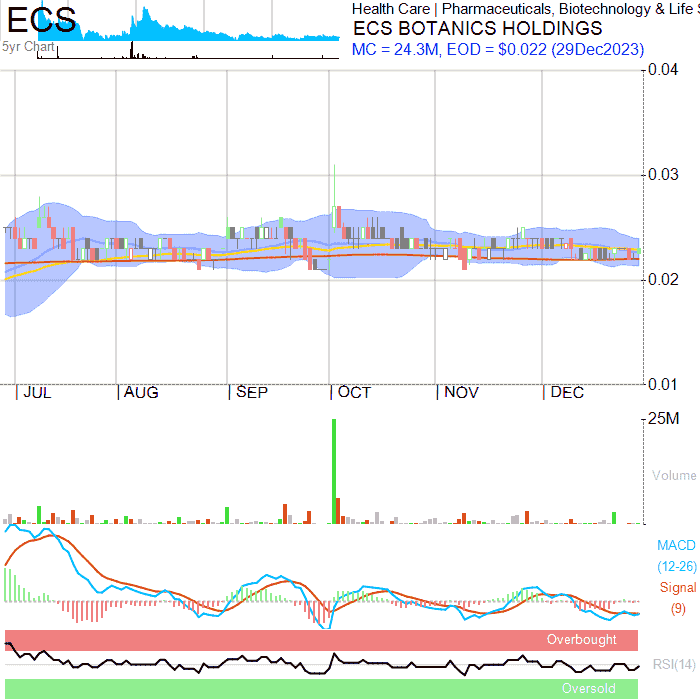 ECS
Health Care | Pharmaceuticals, Biotechnology & Life S
ECS BOTANICS HOLDINGS
5yr Chart
MC = 24.3M, EOD = $0.022 (29Dec2023)
0.04
0.03
0.02
0.01
JUL AUG SEP OCT NOV DEC
25M
Volume
MACD
(12-26)
Signal
(9)
Overbought
RSI(14)
Oversold